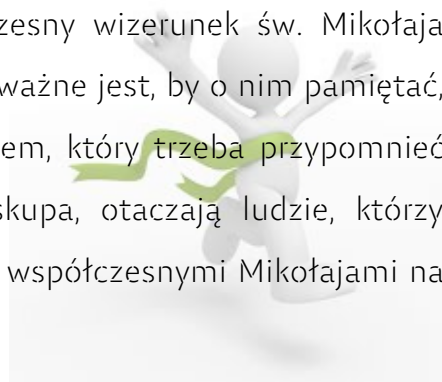 zesny wizerunek św. Mikołaja
ważne jest, by o nim pamiętać,
em, który trzeba przypomnieć
skupa, otaczają ludzie, którzy
współczesnymi Mikołajami na